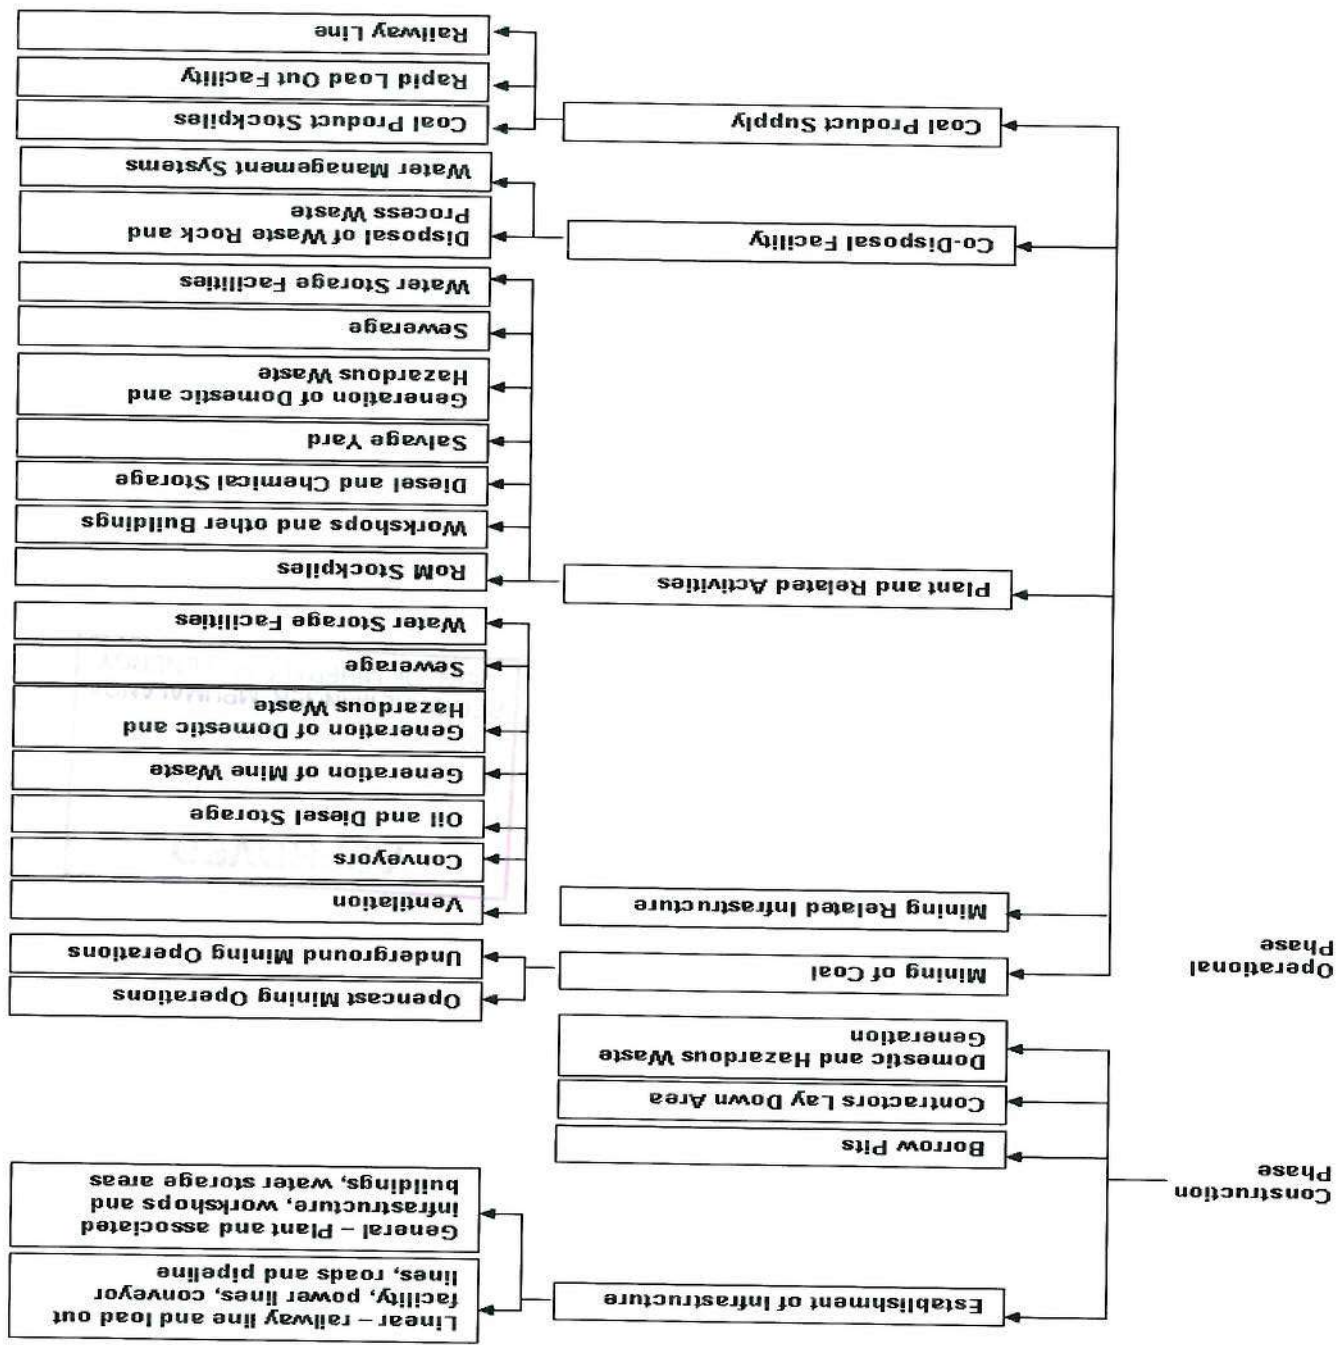 Construction
Phase
Establishment of Infrastructure
Linear – railway line and load out
facility, power lines, conveyor
lines, roads and pipeline
General – Plant and associated
infrastructure, workshops and
buildings, water storage areas
Borrow Pits
Contractors Lay Down Area
Domestic and Hazardous Waste
Generation
Operational
Phase
Mining of Coal
Opencast Mining Operations
Underground Mining Operations
Mining Related Infrastructure
Ventilation
Conveyors
Oil and Diesel Storage
Generation of Mine Waste
Generation of Domestic and
Hazardous Waste
Sewerage
Water Storage Facilities
Plant and Related Activities
RoM Stockpiles
Workshops and other Buildings
Diesel and Chemical Storage
Salvage Yard
Generation of Domestic and
Hazardous Waste
Sewerage
Water Storage Facilities
Co-Disposal Facility
Disposal of Waste Rock and
Process Waste
Water Management Systems
Coal Product Supply
Coal Product Stockpiles
Rapid Load Out Facility
Railway Line